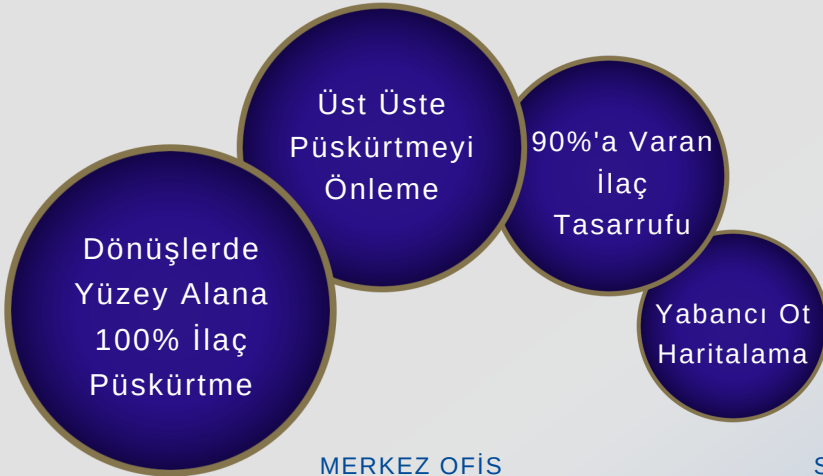 Üst Üste
Püskürtmeyi
Önleme
90%'a Varan
İlaç
Tasarrufu
Dönüşlerde
Yüzey Alana
100% İlaç
Püskürtme
Yabancı Ot
Haritalama
MERKEZ OFİS